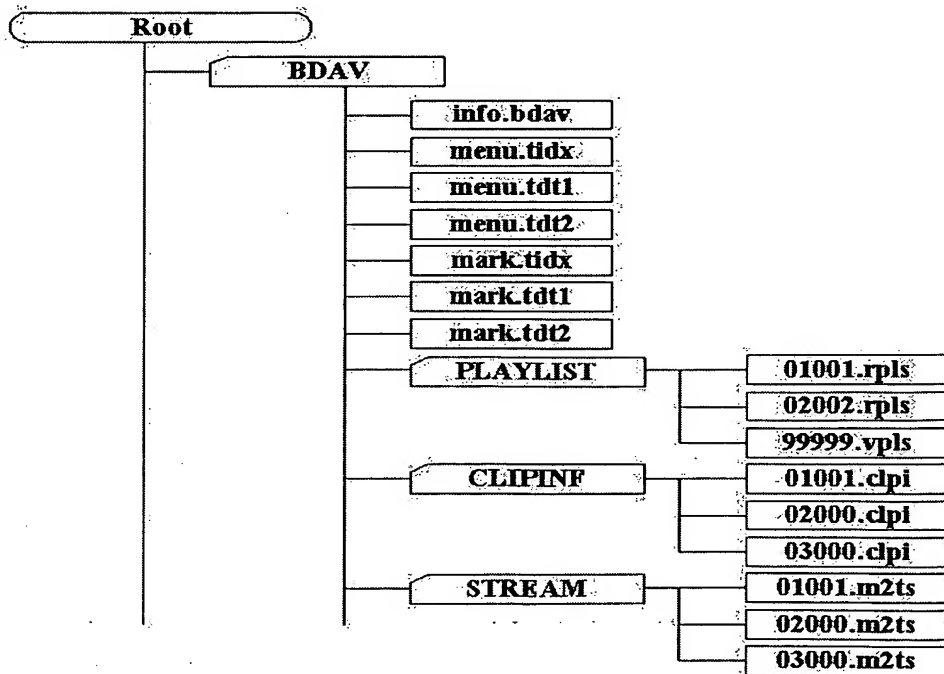 Root
BDAV
info.bdav
menu.tidx
menu.tdt1
menu.tdt2
mark.tidx
mark.tdt1
mark.tdt2
PLAYLIST
01001.rpls
02002.rpls
99999.vpls
CLIPINF
01001.clpi
02000.clpi
03000.clpi
STREAM
01001.m2ts
02000.m2ts
03000.m2ts